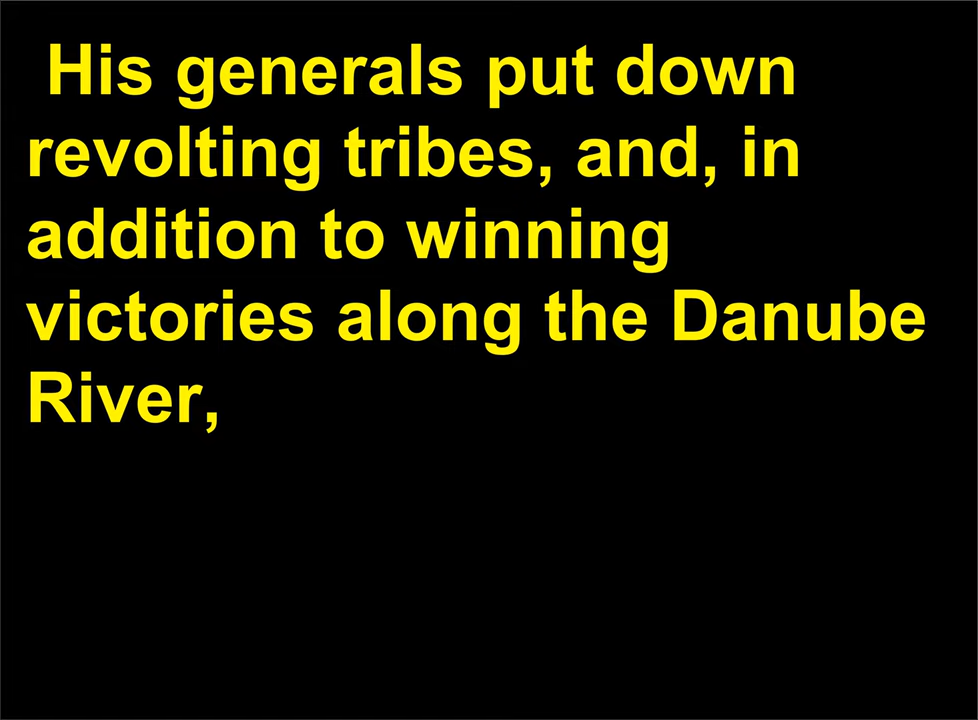 His generals put down
revolting tribes, and, in
addition to winning
victories along the Danube
River,